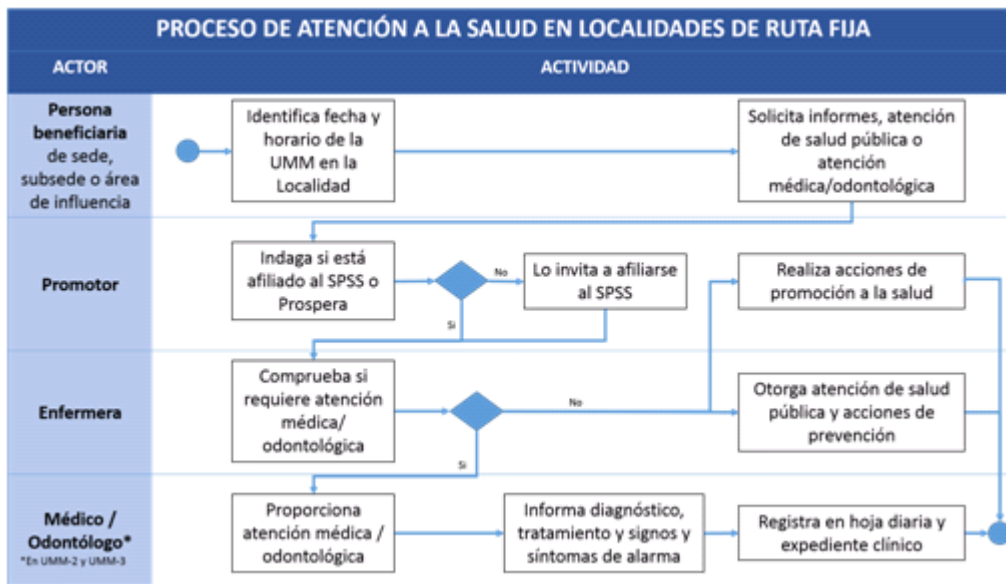 PROCESO DE ATENCIÓN A LA SALUD EN LOCALIDADES DE RUTA FIJA
ACTOR
ACTIVIDAD
Persona
beneficiaria
de sede,
subsede o área
de influencia
Identifica fecha y
horario de la
UMM en la
Localidad
Solicita informes, atención
de salud pública o
atención
médica/odontológica
Promotor
Indaga si está
afiliado al SPSS o
Prospera
No
Si
Lo invita a afiliarse
al SPSS
Realiza acciones de
promoción a la salud
Enfermera
Comprueba si
requiere atención
médica/
odontológica
No
Si
Otorga atención de salud
pública y acciones de
prevención
Médico /
Odontólogo*
*En UMM-2 y UMM-3
Proporciona
atención médica /
odontológica
Informa diagnóstico,
tratamiento y signos y
síntomas de alarma
Registra en hoja diaria y
expediente clínico